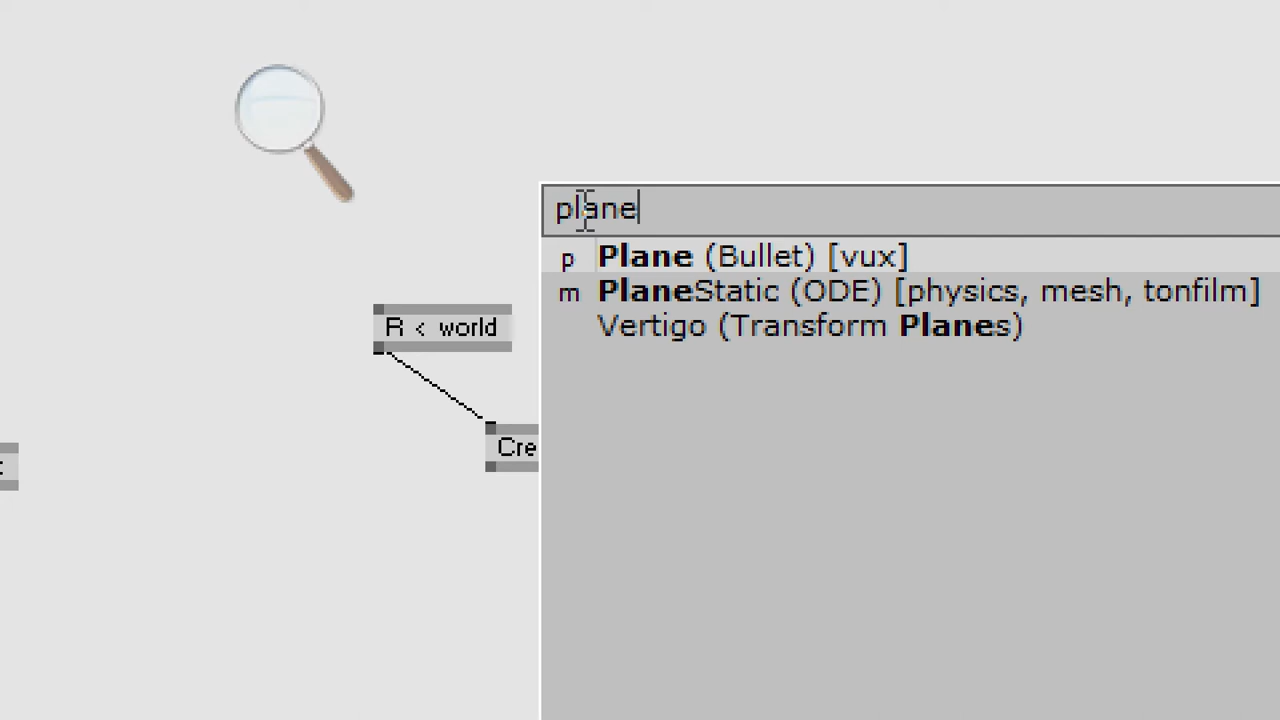 plane
p Plane (Bullet) [vux]
m PlaneStatic (ODE) [physics, mesh, tonfilm]
Vertigo (Transform Planes)
R < world
Cre